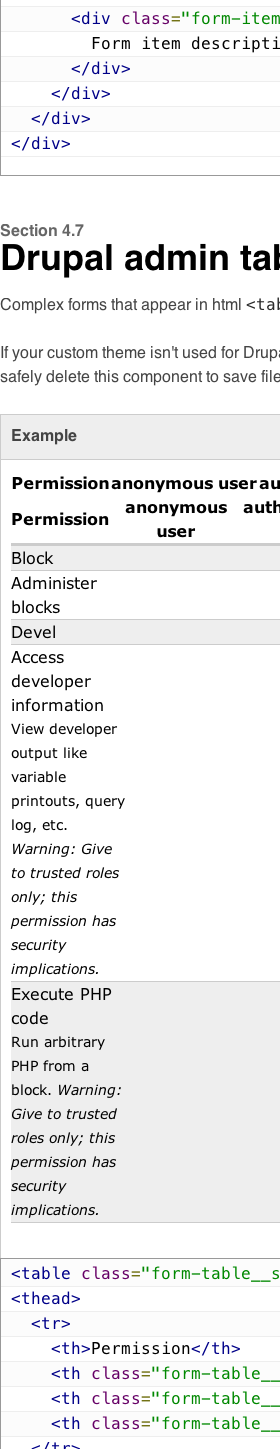 <div class="form-item
Form item descripti
</div>
</div>
</div>
</div>
Section 4.7
Drupal admin tab
Complex forms that appear in html <tab
If your custom theme isn't used for Drupa
safely delete this component to save file
Example
Permission anonymous user au
Permission anonymous user auth
Block
Administer
blocks
Devel
Access
developer
information
View developer
output like
variable
printouts, query
log, etc.
Warning: Give
to trusted roles
only; this
permission has
security
implications.
Execute PHP
code
Run arbitrary
PHP from a
block. Warning:
Give to trusted
roles only; this
permission has
security
implications.
<table class="form-table__s
<thead>
<tr>
<th>Permission</th>
<th class="form-table__
<th class="form-table__
<th class="form-table__
</tr>